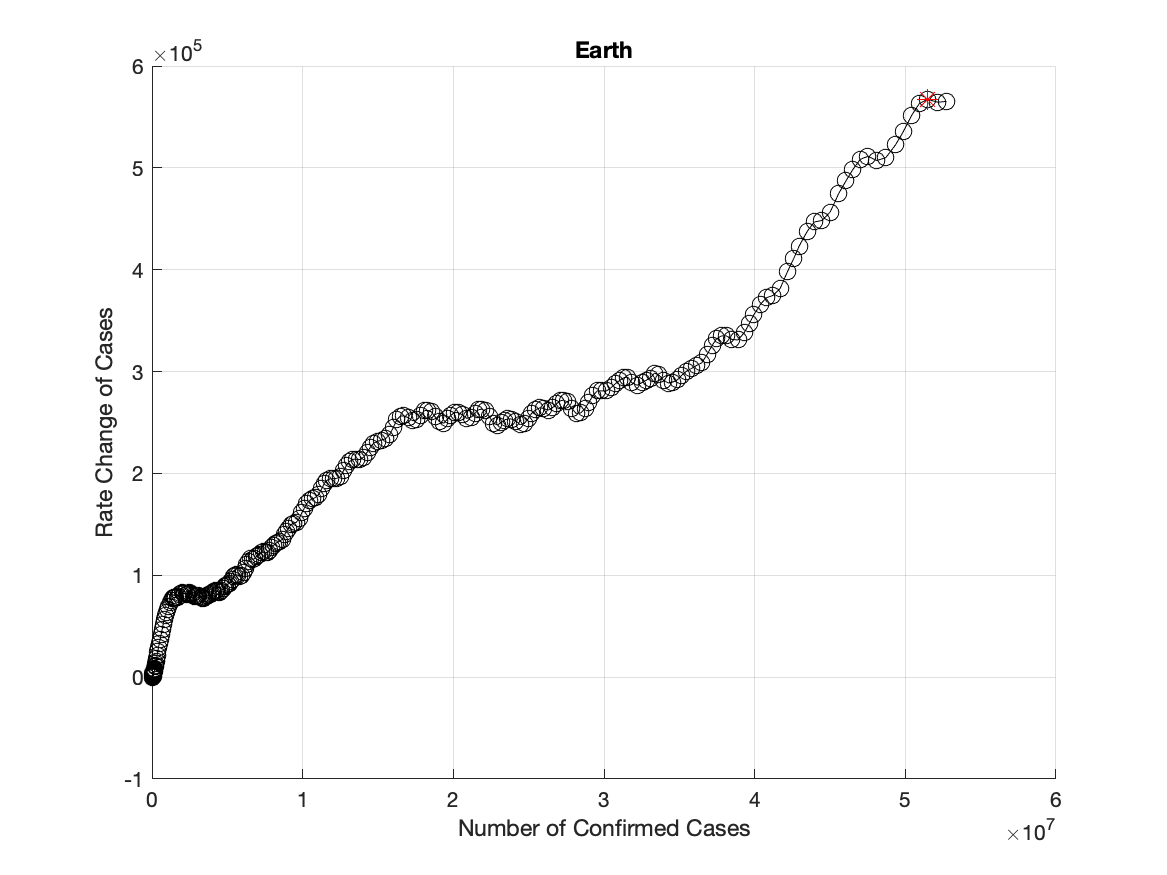 Earth
×10^5
6
5
4
3
2
1
0
-1
Rate Change of Cases
0 1 2 3 4 5 6
Number of Confirmed Cases
×10^7